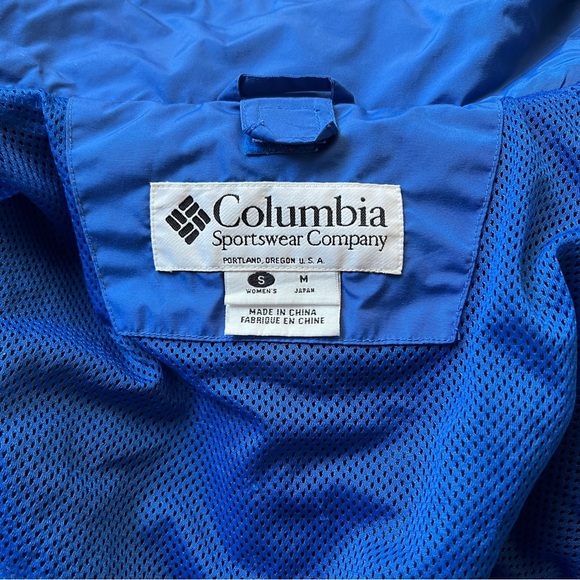 Columbia
Sportswear Company
PORTLAND, OREGON U.S.A.
S M
WOMEN'S JAPAN
MADE IN CHINA
FABRIQUE EN CHINE